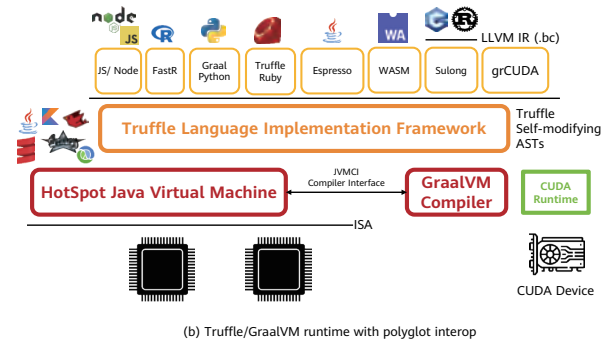 node
JS
R
WA
C
R
LLVM IR (.bc)
JS/ Node
FastR
Graal
Python
Truffle
Ruby
Espresso
WASM
Sulong
grCUDA
Truffle Language Implementation Framework
Truffle
Self-modifying
ASTs
HotSpot Java Virtual Machine
JVMCI
Compiler Interface
GraalVM
Compiler
CUDA
Runtime
ISA
CUDA Device
(b) Truffle/GraalVM runtime with polyglot interop